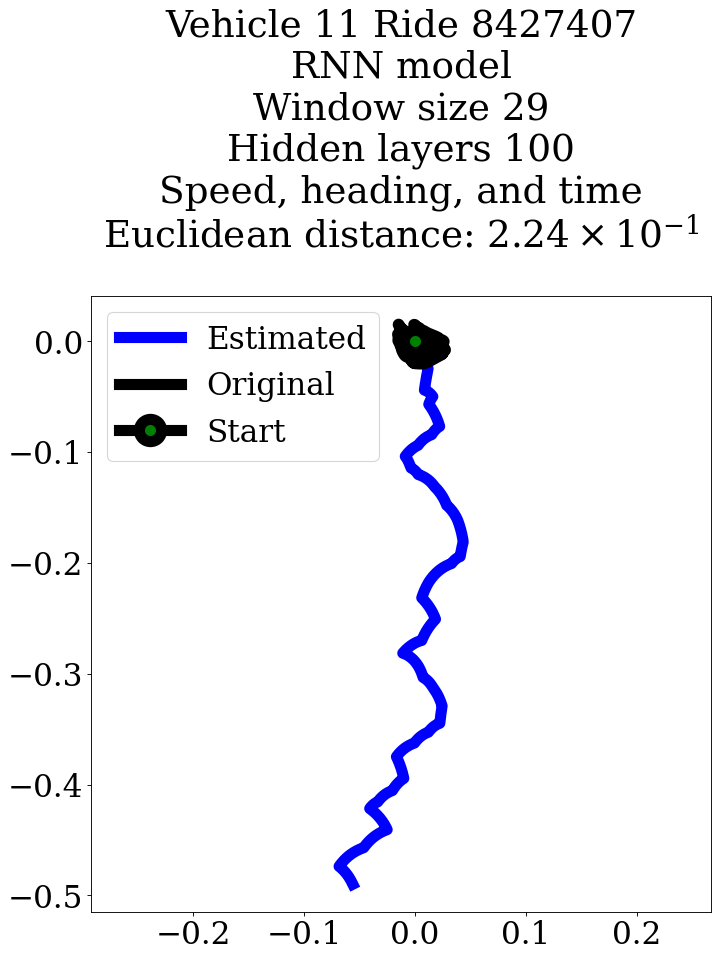 Vehicle 11 Ride 8427407
RNN model
Window size 29
Hidden layers 100
Speed, heading, and time
Euclidean distance: 2.24 × 10⁻¹
Estimated
Original
Start
0.0
−0.1
−0.2
−0.3
−0.4
−0.5
−0.2 −0.1 0.0 0.1 0.2